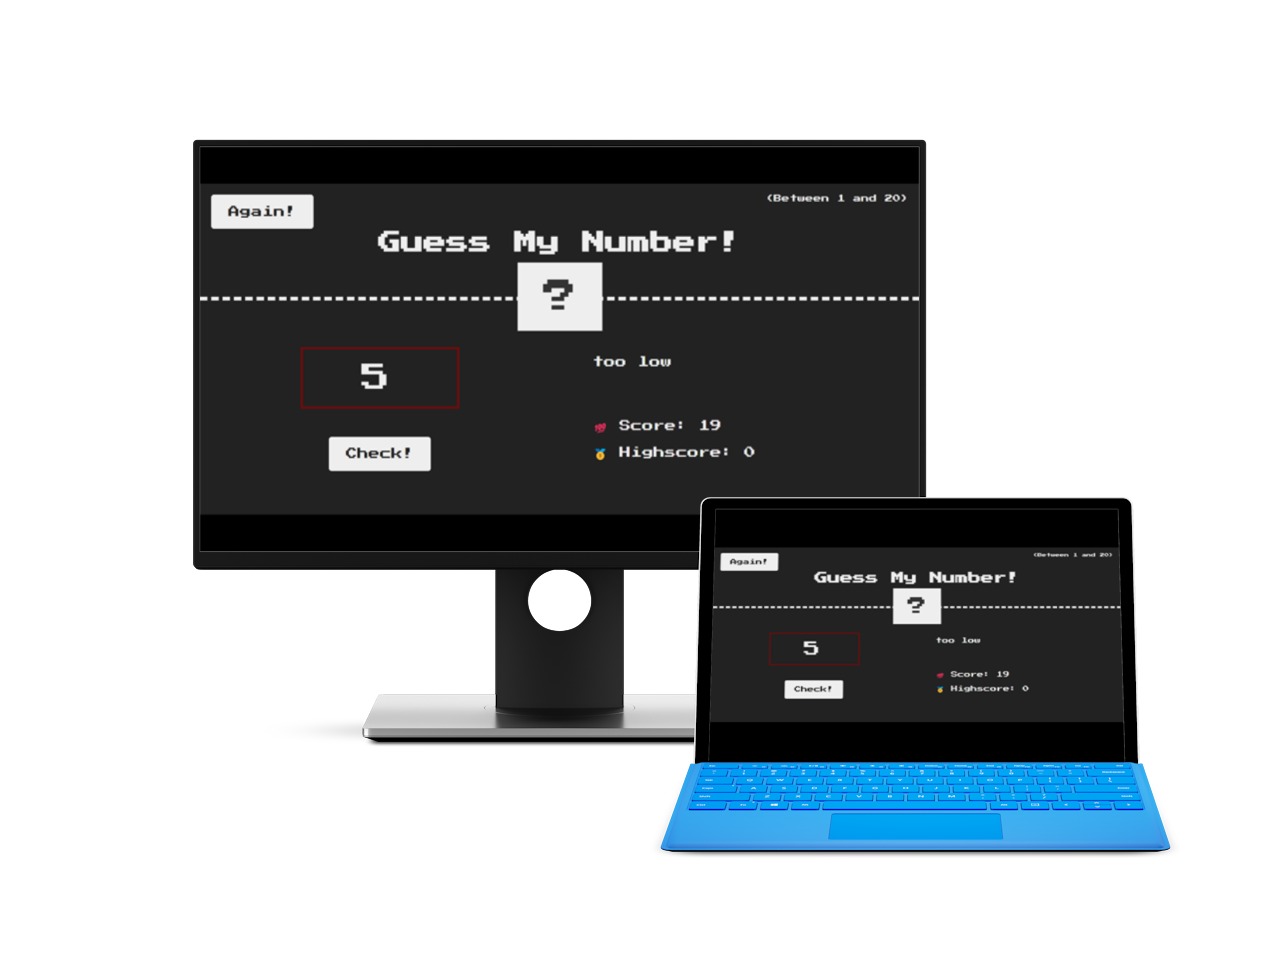 Again!
(Between 1 and 20)
Guess My Number!
?
5
too low
Score: 19
Check!
Highscore: 0
Again!
(Between 1 and 20)
Guess My Number!
?
5
too low
Score: 19
Check!
Highscore: 0